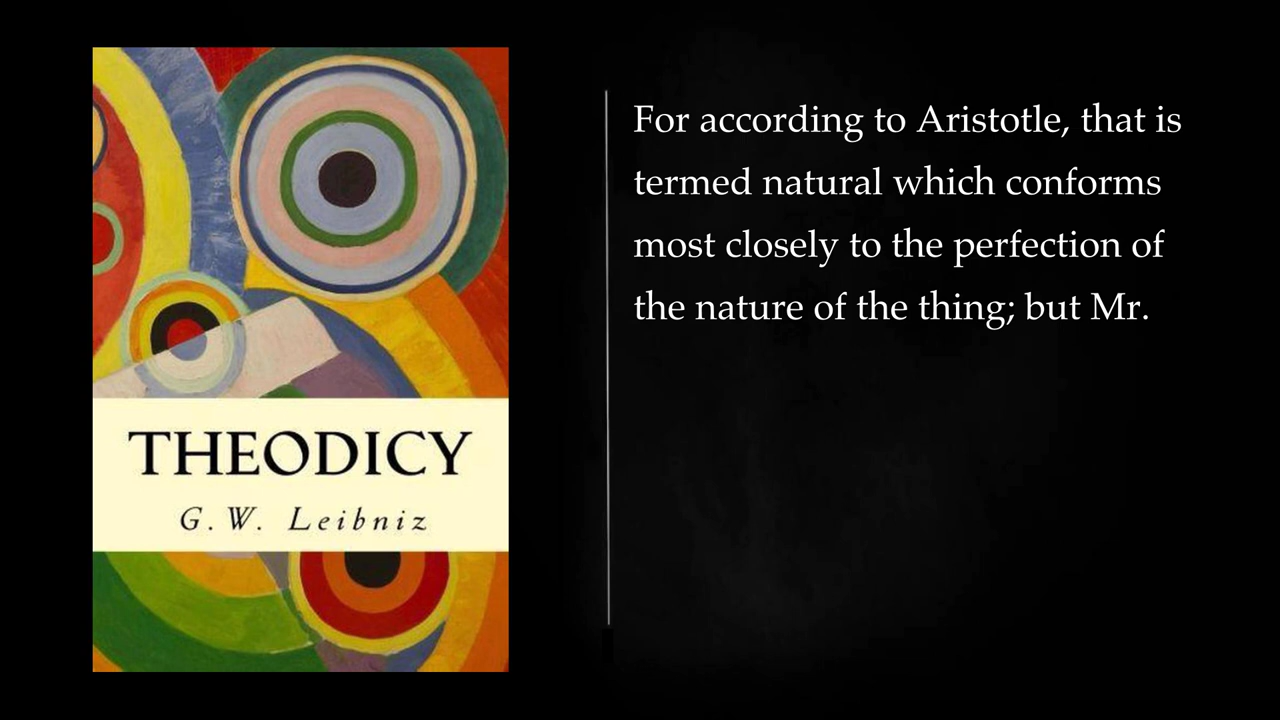 THEODICY
G. W. Leibniz
For according to Aristotle, that is
termed natural which conforms
most closely to the perfection of
the nature of the thing; but Mr.